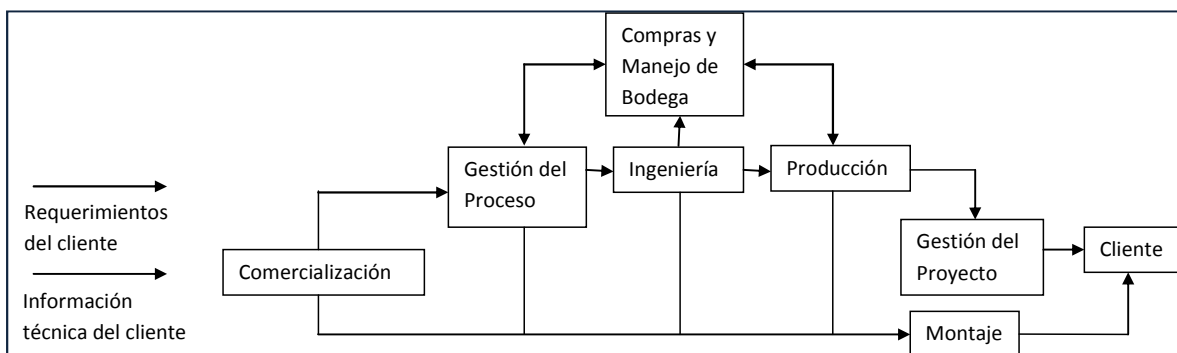 Compras y
Manejo de
Bodega
Gestión del
Proceso
Ingeniería
Producción
Requerimientos
del cliente
Comercialización
Gestión del
Proyecto
Cliente
Información
técnica del cliente
Montaje